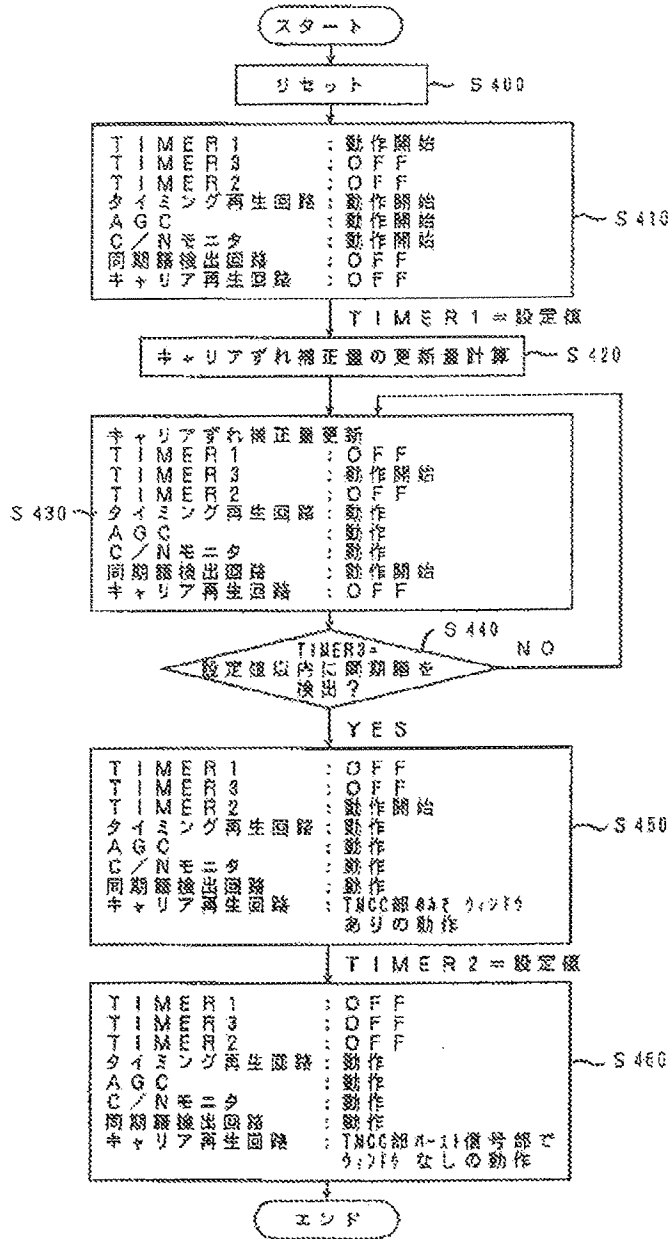 スタート
リセット
S400
TIMER1 : 動作開始
TIMER3 : OFF
TIMER2 : OFF
タイミング再生回路 : 動作開始
AGC : 動作開始
C/Nモニタ : 動作開始
同期語検出回路 : OFF
キャリア再生回路 : OFF
S410
TIMER1=設定値
キャリアずれ補正量の更新量計算
S420
キャリアずれ補正量更新
TIMER1 : OFF
TIMER3 : 動作開始
TIMER2 : OFF
タイミング再生回路 : 動作
AGC : 動作
C/Nモニタ : 動作
同期語検出回路 : 動作開始
キャリア再生回路 : OFF
S430
S440
TIMER3=
設定値以内に同期語を
検出?
NO
YES
TIMER1 : OFF
TIMER3 : OFF
TIMER2 : 動作開始
タイミング再生回路 : 動作
AGC : 動作
C/Nモニタ : 動作
同期語検出回路 : 動作
キャリア再生回路 : TMCC部のみで ウィンドウ
ありの動作
S450
TIMER2=設定値
TIMER1 : OFF
TIMER3 : OFF
TIMER2 : OFF
タイミング再生回路 : 動作
AGC : 動作
C/Nモニタ : 動作
同期語検出回路 : 動作
キャリア再生回路 : TMCC部バースト信号部で
ウィンドウ なしの動作
S460
エンド